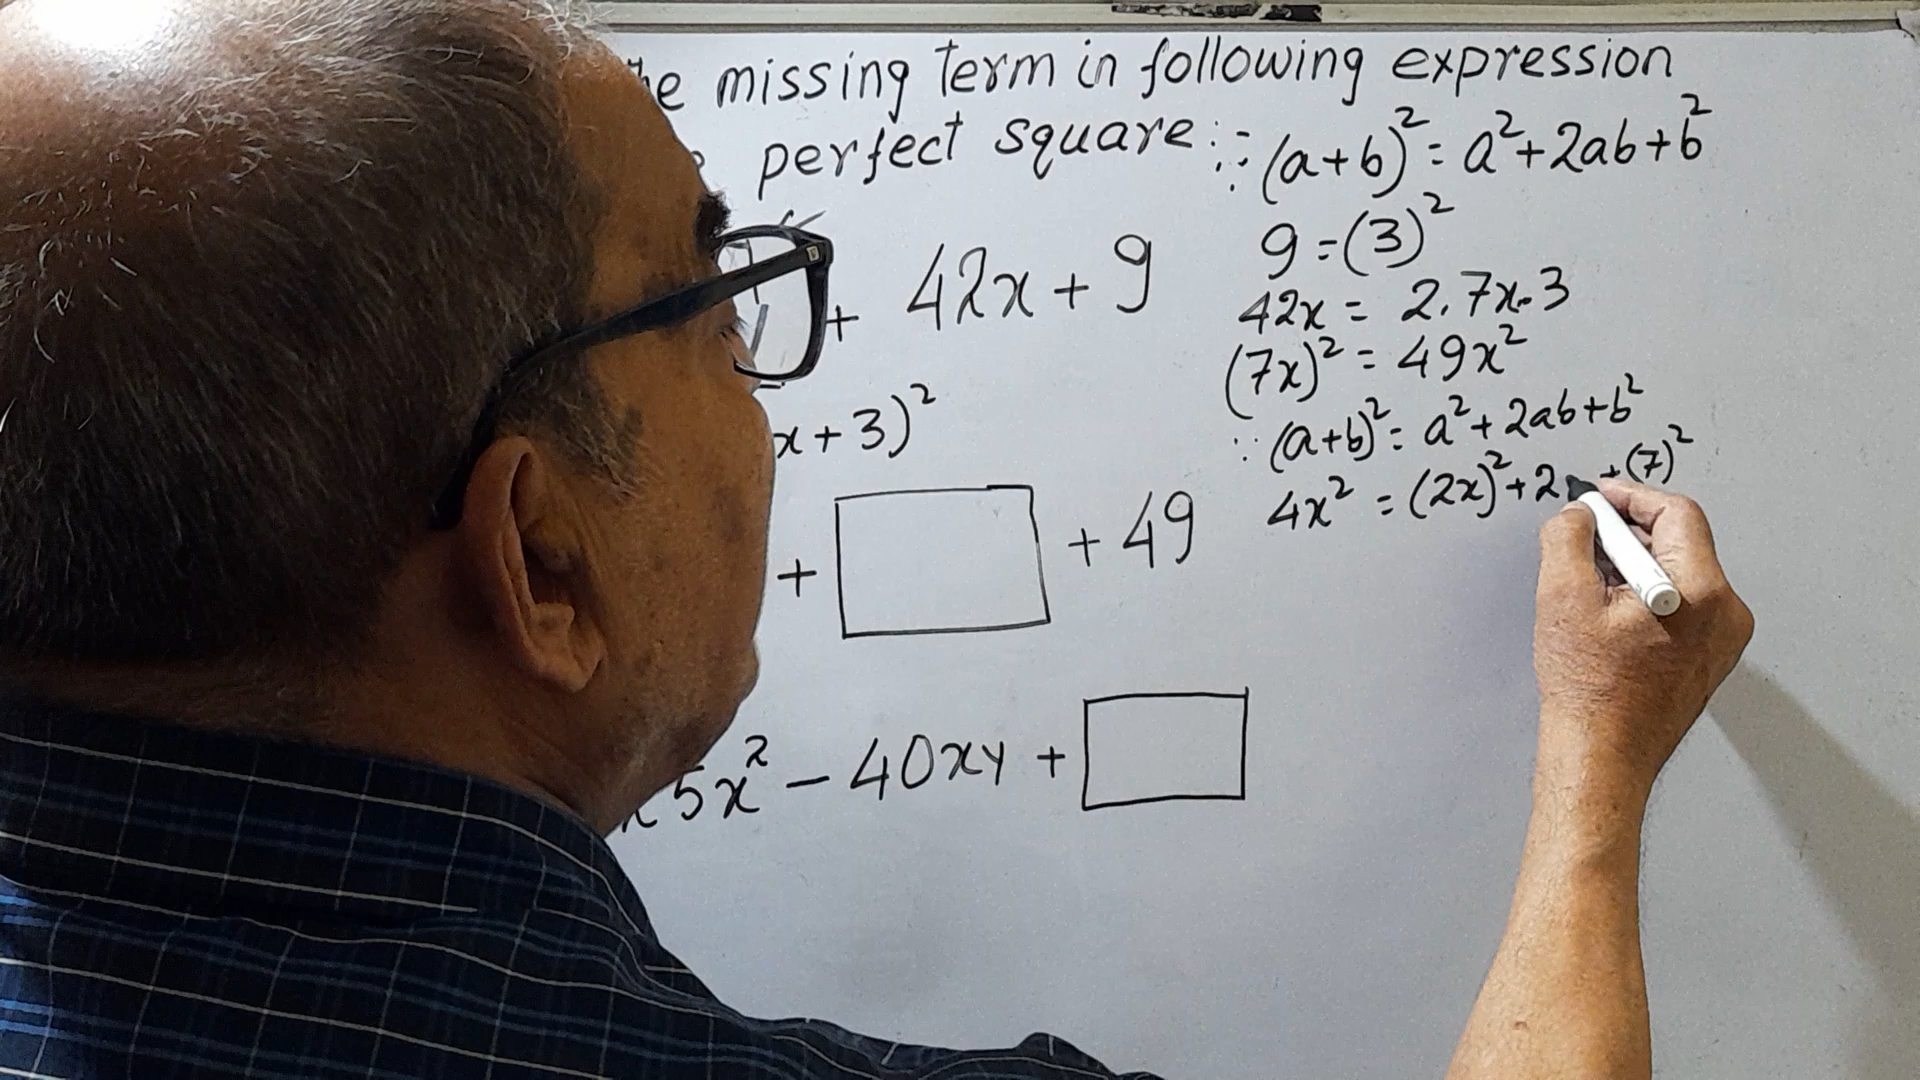 he missing term in following expression
perfect square :-
∵ (a+b)² = a²+2ab+b²
+ 42x + 9
9 = (3)²
42x = 2.7x.3
(7x)² = 49x²
x+3)²
∵ (a+b)² = a²+2ab+b²
4x² = (2x)²+2 +(7)²
+ + 49
5x² - 40xy +